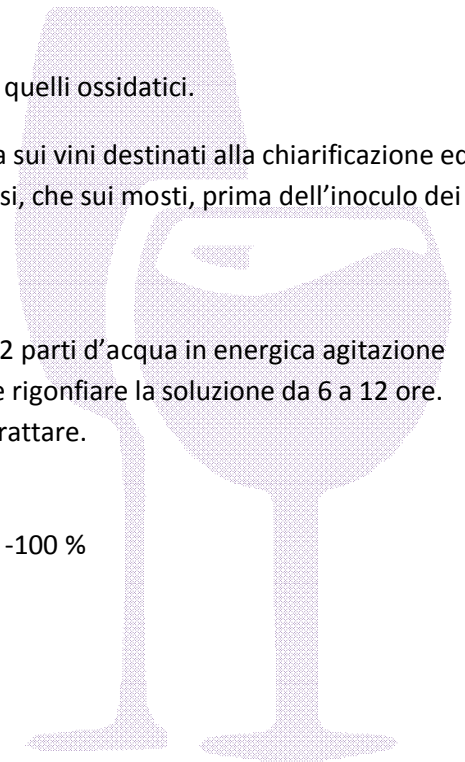 quelli ossidatici.
a sui vini destinati alla chiarificazione ed
si, che sui mosti, prima dell’inoculo dei
2 parti d’acqua in energica agitazione
e rigonfiare la soluzione da 6 a 12 ore.
rattare.
-100 %